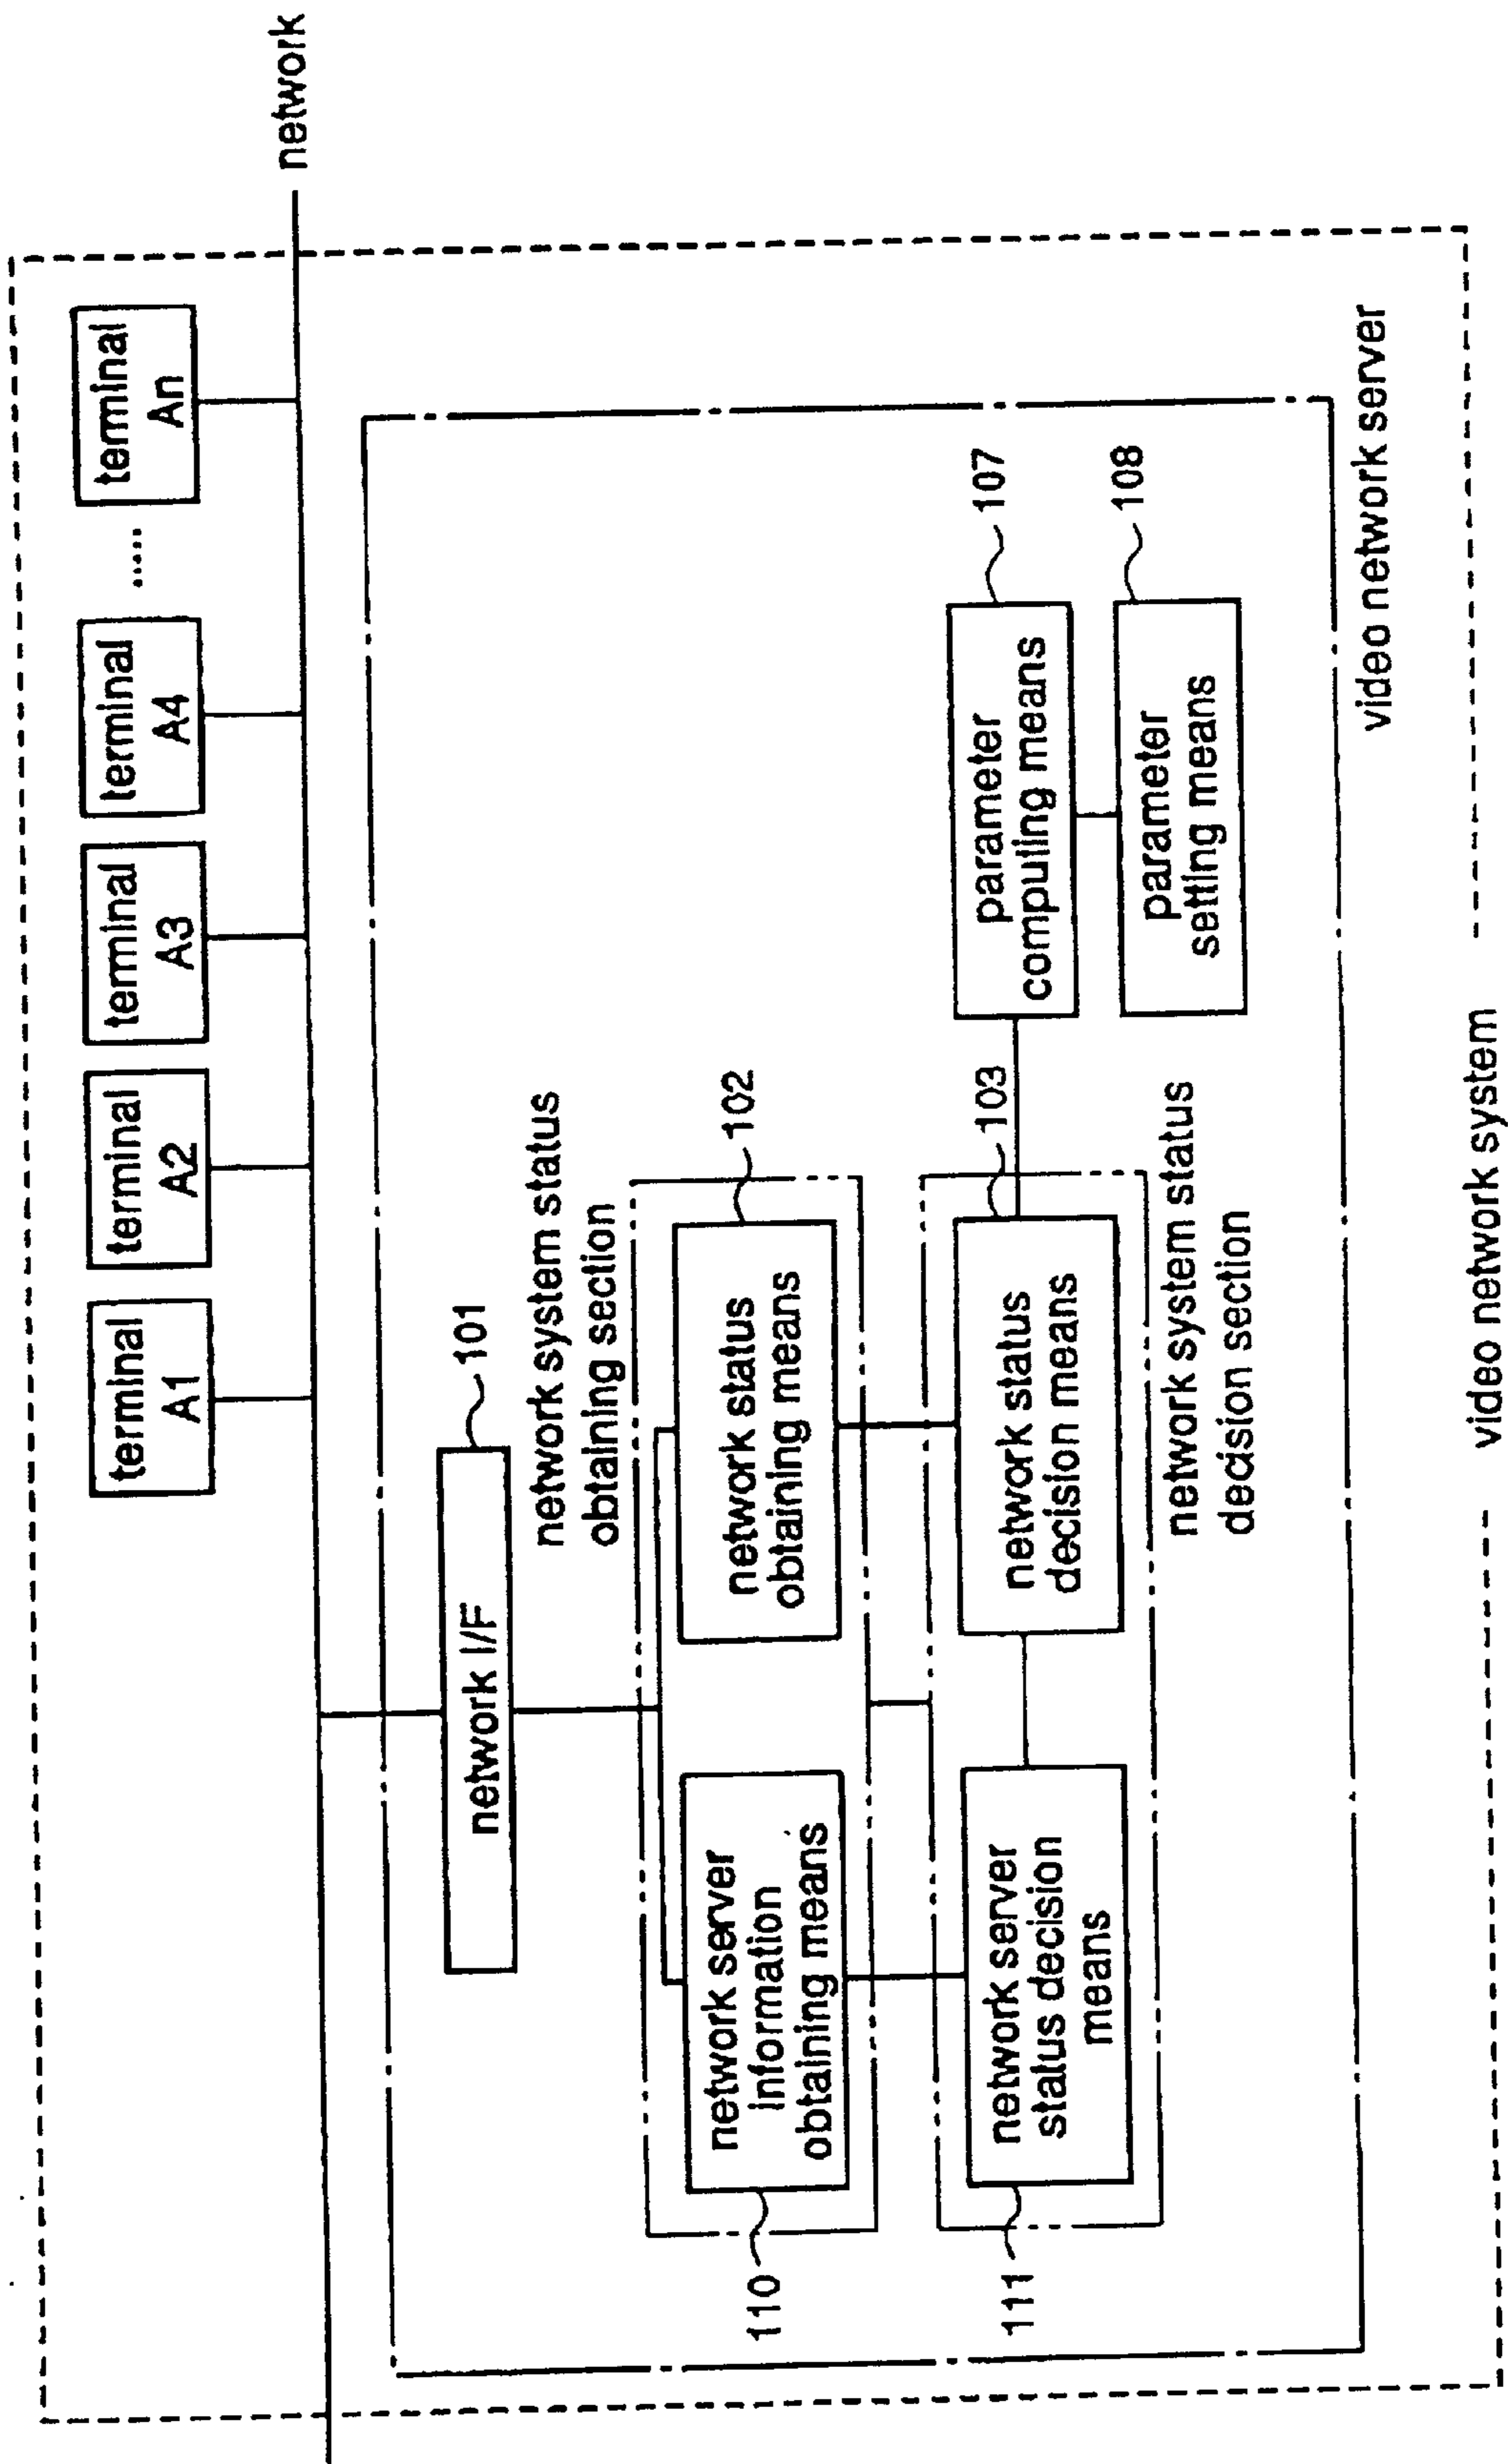 network
terminal
A1
terminal
A2
terminal
A3
terminal
A4
.....
terminal
An
network I/F
101
network system status
obtaining section
network server
information
obtaining means
110
network status
obtaining means
102
network server
status decision
means
111
network status
decision means
103
network system status
decision section
parameter
computing means
107
parameter
setting means
108
video network server
video network system